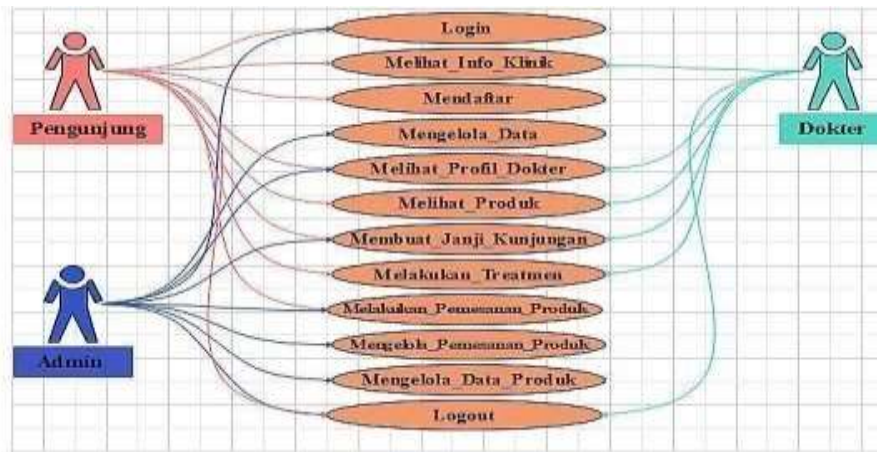 Login
Melihat_Info_Klinik
Mendaftar
Pengunjung
Mengelola_Data
Dokter
Melihat_Profil_Dokter
Melihat_Produk
Membuat_Janji_Kunjungan
Melakukan_Treatmen
Melakukan_Pemesanan_Produk
Mengelola_Pemesanan_Produk
Admin
Mengelola_Data_Produk
Logout